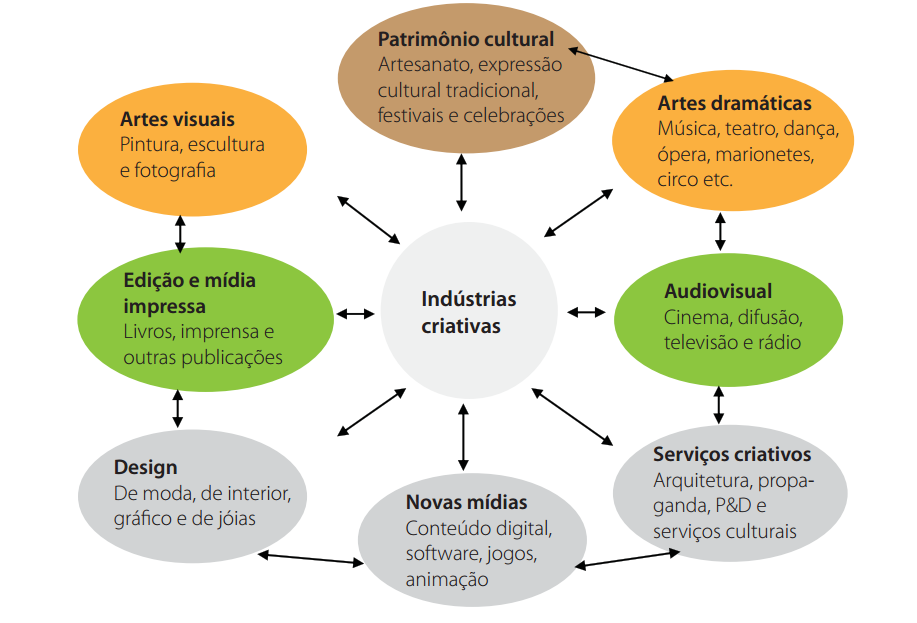 Patrimônio cultural
Artesanato, expressão
cultural tradicional,
festivais e celebrações
Artes visuais
Pintura, escultura
e fotografia
Artes dramáticas
Música, teatro, dança,
ópera, marionetes,
circo etc.
Edição e mídia
impressa
Livros, imprensa e
outras publicações
Indústrias
criativas
Audiovisual
Cinema, difusão,
televisão e rádio
Design
De moda, de interior,
gráfico e de jóias
Novas mídias
Conteúdo digital,
software, jogos,
animação
Serviços criativos
Arquitetura, propa-
ganda, P&D e
serviços culturais